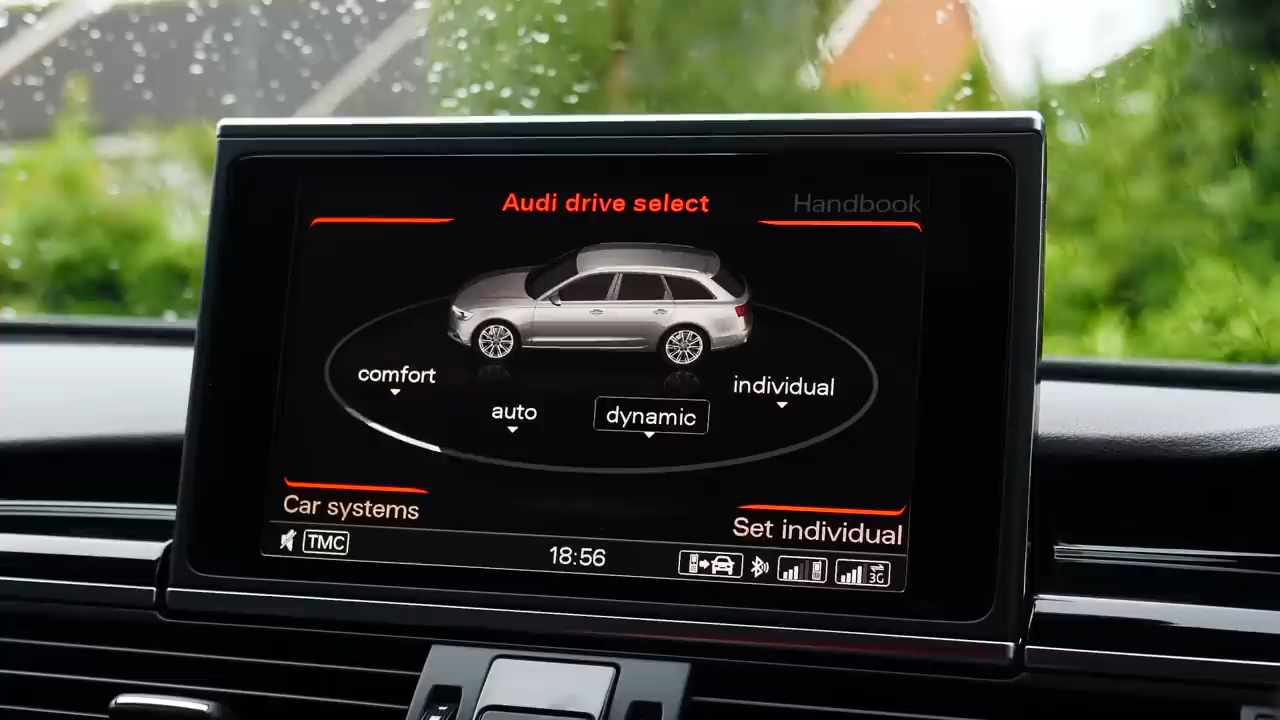 Audi drive select
Handbook
comfort
individual
auto
dynamic
Car systems
Set individual
TMC
18:56
3G